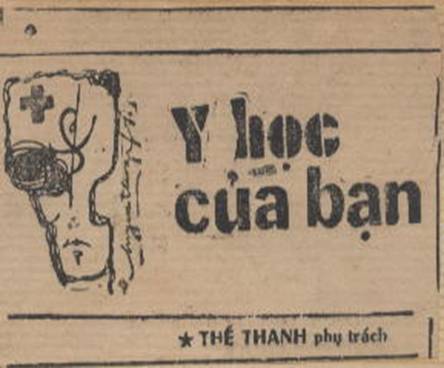 Y học
của bạn
★ THẾ THANH phụ trách